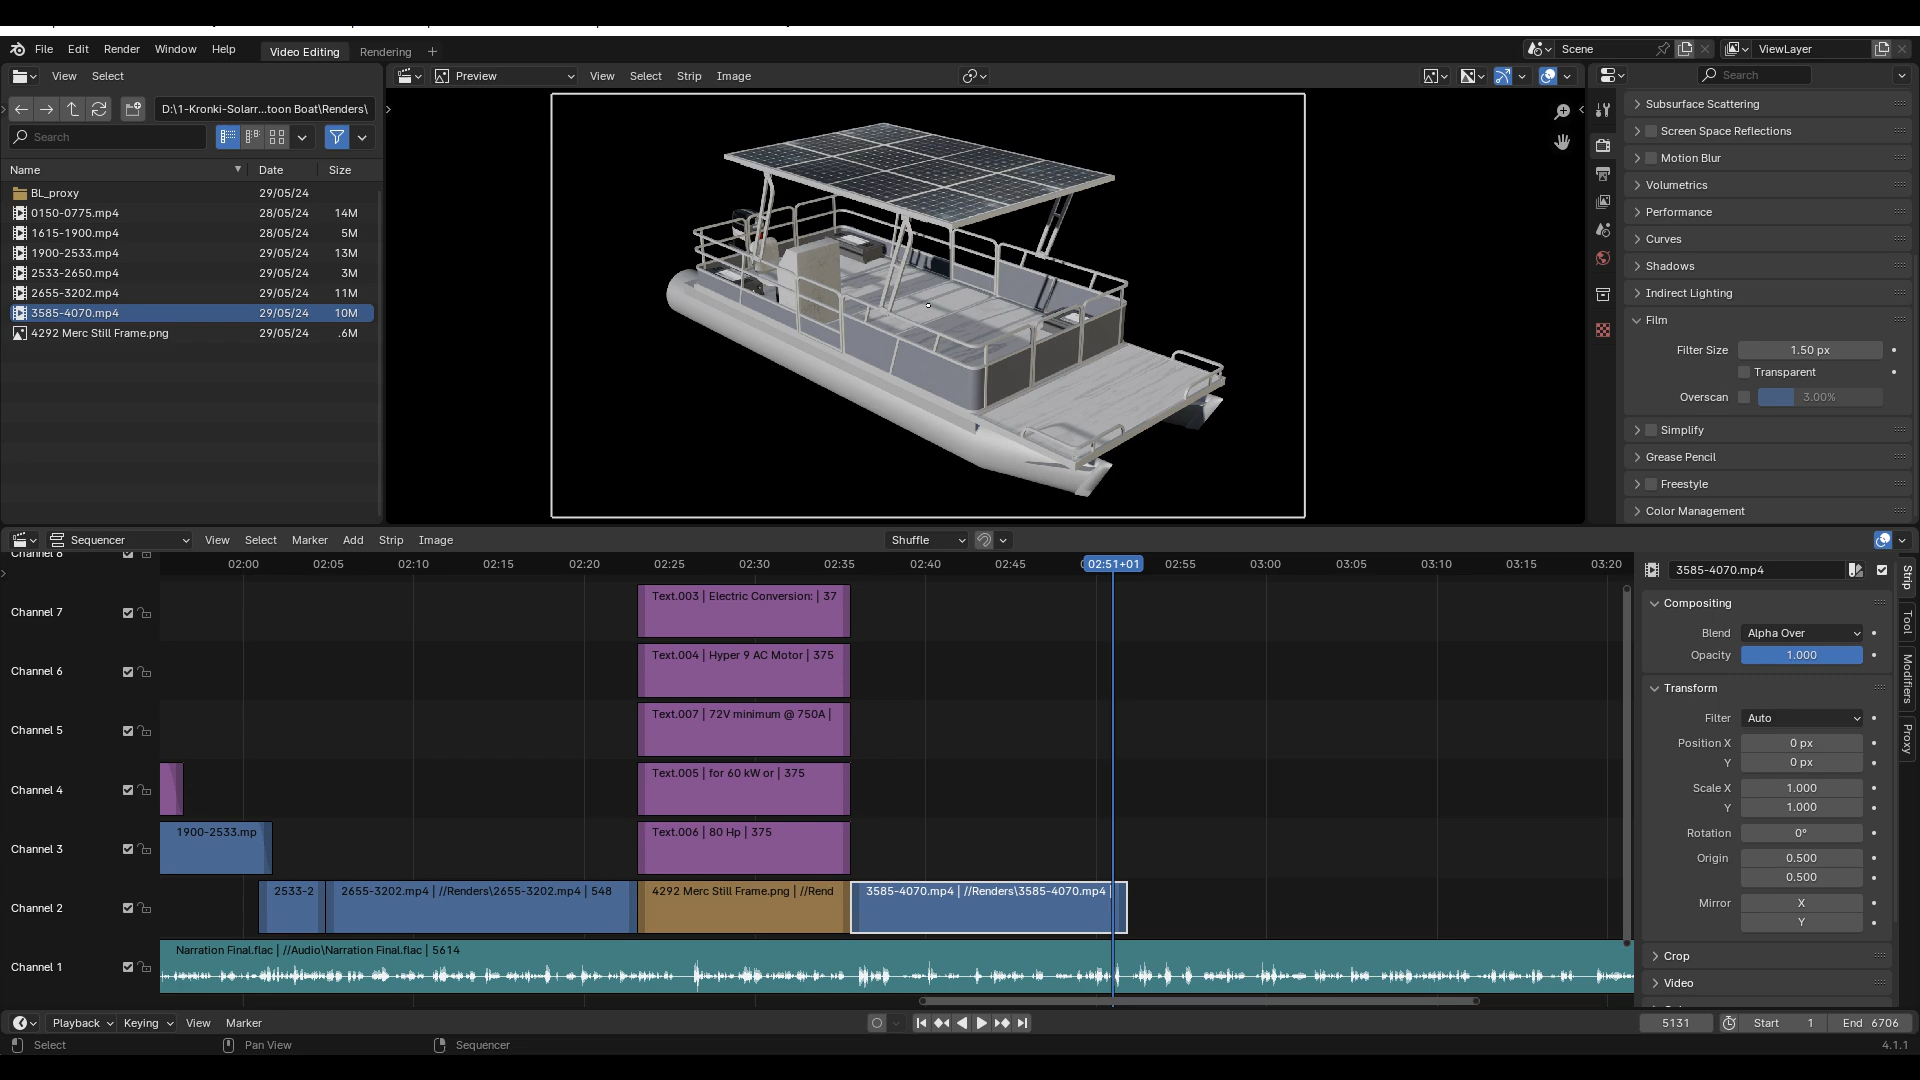 File Edit Render Window Help Video Editing Rendering + Scene ViewLayer
View Select Preview View Select Strip Image Search
D:\1-Kronki-Solarr...toon Boat\Renders\
Search
Name Date Size
BL_proxy 29/05/24
0150-0775.mp4 28/05/24 14M
1615-1900.mp4 28/05/24 5M
1900-2533.mp4 29/05/24 13M
2533-2650.mp4 29/05/24 3M
2655-3202.mp4 29/05/24 11M
3585-4070.mp4 29/05/24 10M
4292 Merc Still Frame.png 29/05/24 .6M
Subsurface Scattering
Screen Space Reflections
Motion Blur
Volumetrics
Performance
Curves
Shadows
Indirect Lighting
Film
Filter Size 1.50 px
Transparent
Overscan 3.00%
Simplify
Grease Pencil
Freestyle
Color Management
Sequencer View Select Marker Add Strip Image Shuffle
Channel 8
02:00 02:05 02:10 02:15 02:20 02:25 02:30 02:35 02:40 02:45 02:51+01 02:55 03:00 03:05 03:10 03:15 03:20
Channel 7 Text.003 | Electric Conversion: | 37
Channel 6 Text.004 | Hyper 9 AC Motor | 375
Channel 5 Text.007 | 72V minimum @ 750A |
Channel 4 Text.005 | for 60 kW or | 375
Channel 3 1900-2533.mp Text.006 | 80 Hp | 375
Channel 2 2533-2 2655-3202.mp4 | //Renders\2655-3202.mp4 | 548 4292 Merc Still Frame.png | //Rend 3585-4070.mp4 | //Renders\3585-4070.mp4 |
Narration Final.flac | //Audio\Narration Final.flac | 5614
Channel 1
3585-4070.mp4
Compositing
Blend Alpha Over
Opacity 1.000
Transform
Filter Auto
Position X 0 px
Y 0 px
Scale X 1.000
Y 1.000
Rotation 0°
Origin 0.500
0.500
Mirror X
Y
Crop
Video
Strip
Tool
Modifiers
Proxy
Playback Keying View Marker 5131 Start 1 End 6706
Select Pan View Sequencer 4.1.1